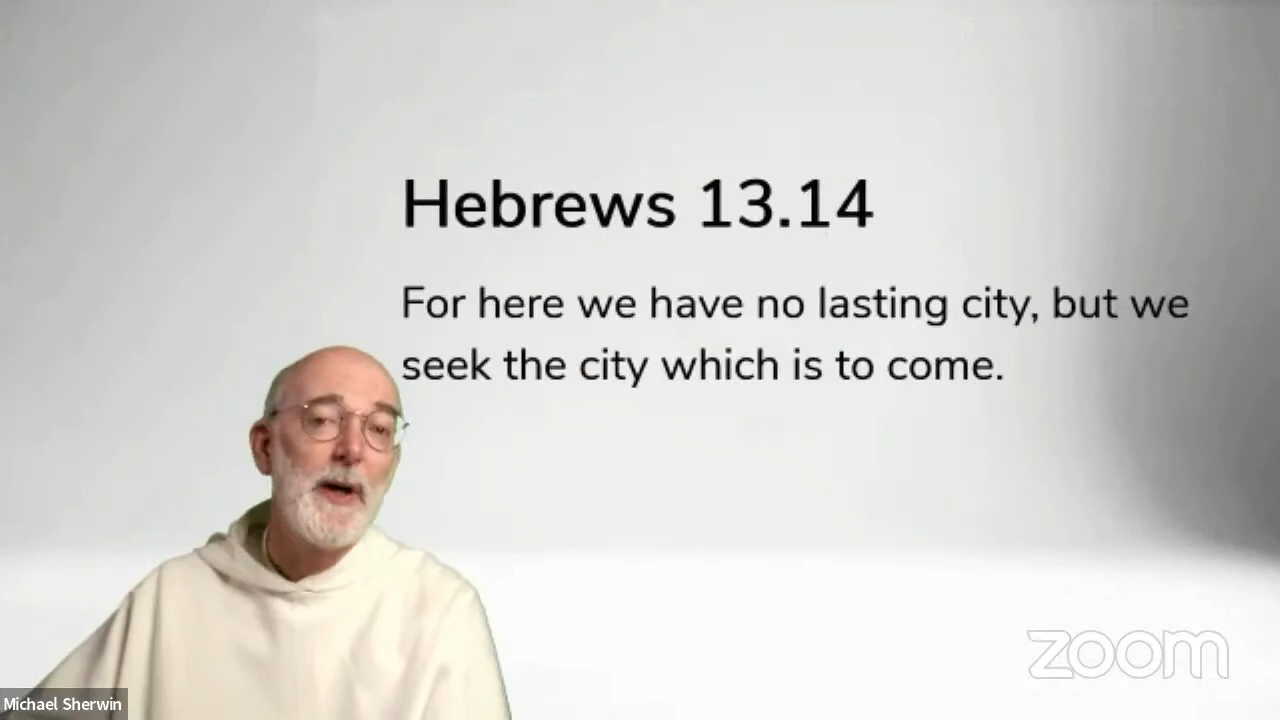 Hebrews 13.14
For here we have no lasting city, but we
seek the city which is to come.
zoom
Michael Sherwin